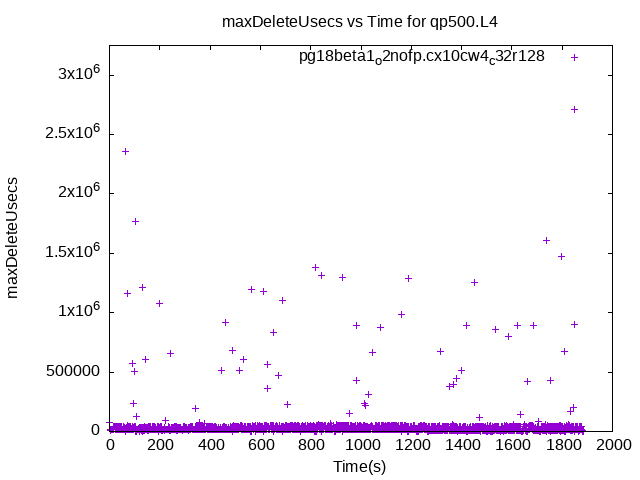 maxDeleteUsecs vs Time for qp500.L4
pg18beta1_o2nofp.cx10cw4_c32r128
3x10^6
2.5x10^6
2x10^6
1.5x10^6
1x10^6
500000
0
maxDeleteUsecs
0 200 400 600 800 1000 1200 1400 1600 1800 2000
Time(s)